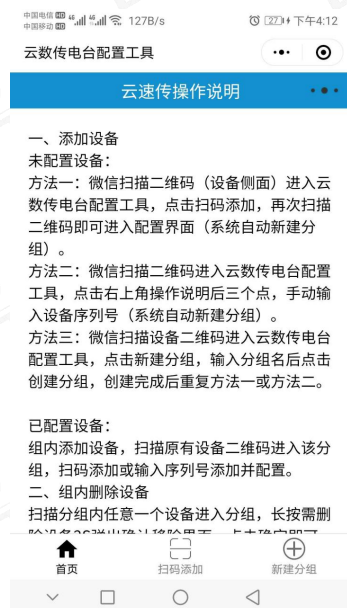 中国电信 HD 4G 4G 127B/s 27 下午4:12
中国移动 HD
云数传电台配置工具
云速传操作说明
一、添加设备
未配置设备：
方法一：微信扫描二维码（设备侧面）进入云
数传电台配置工具，点击扫码添加，再次扫描
二维码即可进入配置界面（系统自动新建分
组）。
方法二：微信扫描二维码进入云数传电台配置
工具，点击右上角操作说明后三个点，手动输
入设备序列号（系统自动新建分组）。
方法三：微信扫描设备二维码进入云数传电台
配置工具，点击新建分组，输入分组名后点击
创建分组，创建完成后重复方法一或方法二。
已配置设备：
组内添加设备，扫描原有设备二维码进入该分
组，扫码添加或输入序列号添加并配置。
二、组内删除设备
扫描分组内任意一个设备进入分组，长按需删
首页
扫码添加
新建分组